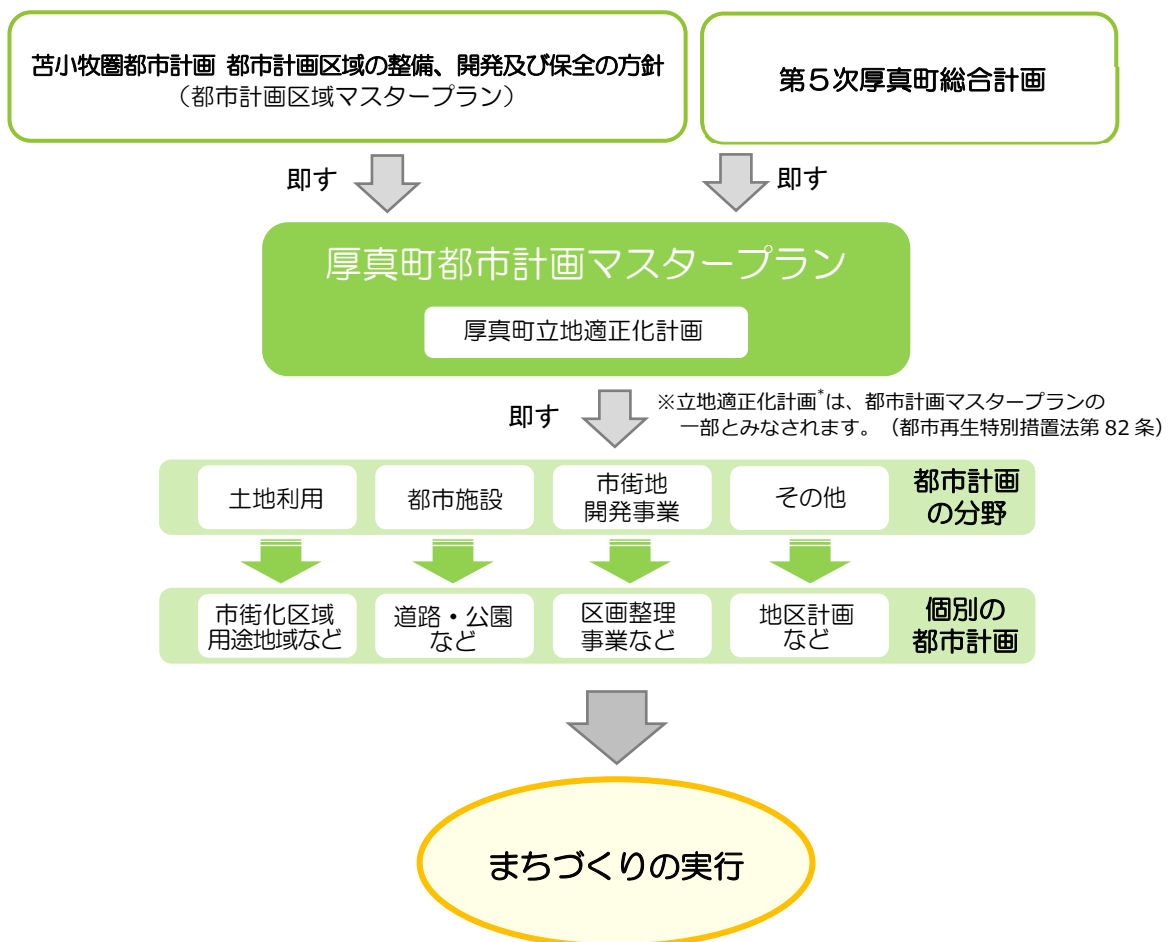 苫小牧圏都市計画 都市計画区域の整備、開発及び保全の方針
（都市計画区域マスタープラン）
第５次厚真町総合計画
即す
即す
厚真町都市計画マスタープラン
厚真町立地適正化計画
即す
※立地適正化計画*は、都市計画マスタープランの
一部とみなされます。（都市再生特別措置法第 82 条）
土地利用
都市施設
市街地
開発事業
その他
都市計画
の分野
市街化区域
用途地域など
道路・公園
など
区画整理
事業など
地区計画
など
個別の
都市計画
まちづくりの実行